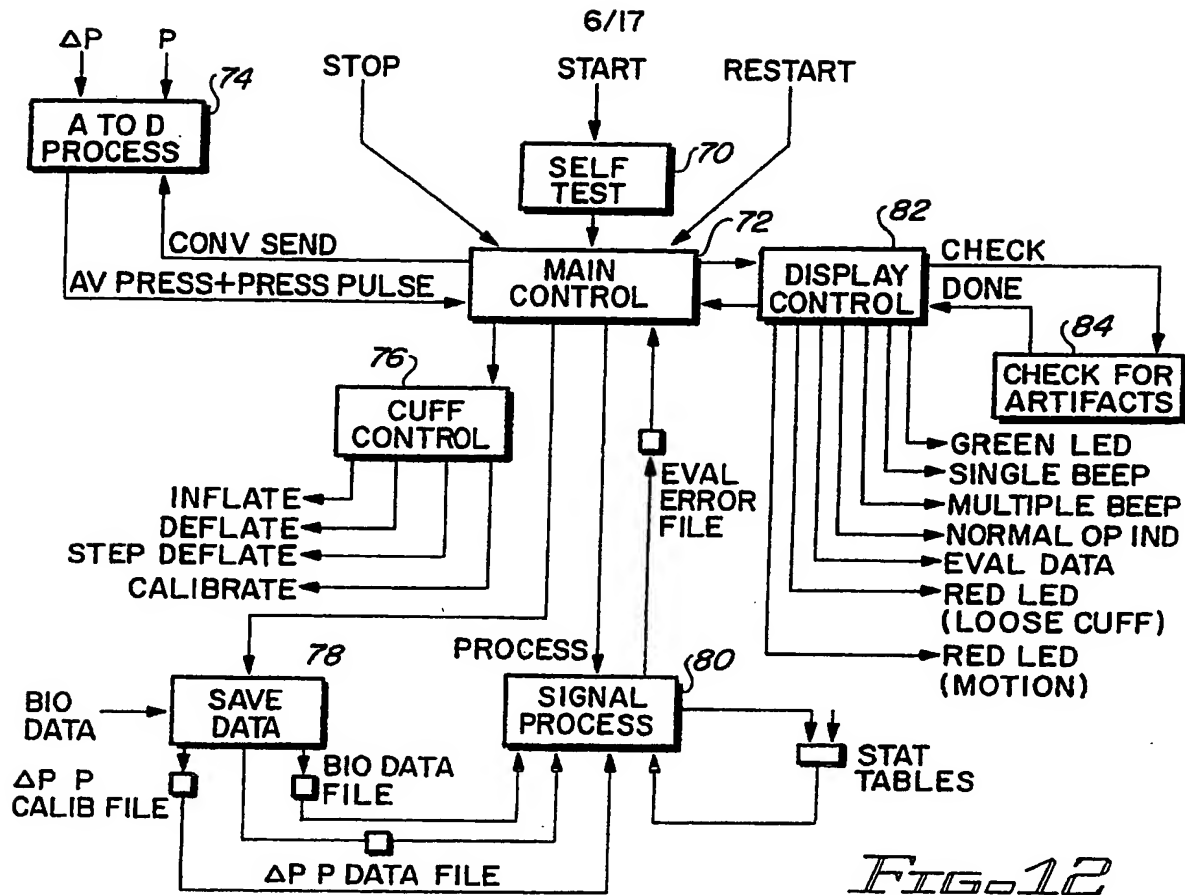 6/17
ΔP
P
STOP
START
RESTART
74
A TO D
PROCESS
70
SELF
TEST
72
82
CONV SEND
MAIN
CONTROL
DISPLAY
CONTROL
CHECK
DONE
AV PRESS+PRESS PULSE
84
CHECK FOR
ARTIFACTS
76
CUFF
CONTROL
GREEN LED
SINGLE BEEP
MULTIPLE BEEP
NORMAL OP IND
EVAL DATA
RED LED
(LOOSE CUFF)
RED LED
(MOTION)
EVAL
ERROR
FILE
INFLATE
DEFLATE
STEP DEFLATE
CALIBRATE
78
PROCESS
80
BIO
DATA
SAVE
DATA
SIGNAL
PROCESS
STAT
TABLES
ΔP P
CALIB FILE
BIO DATA
FILE
ΔP P DATA FILE
FIG. 12